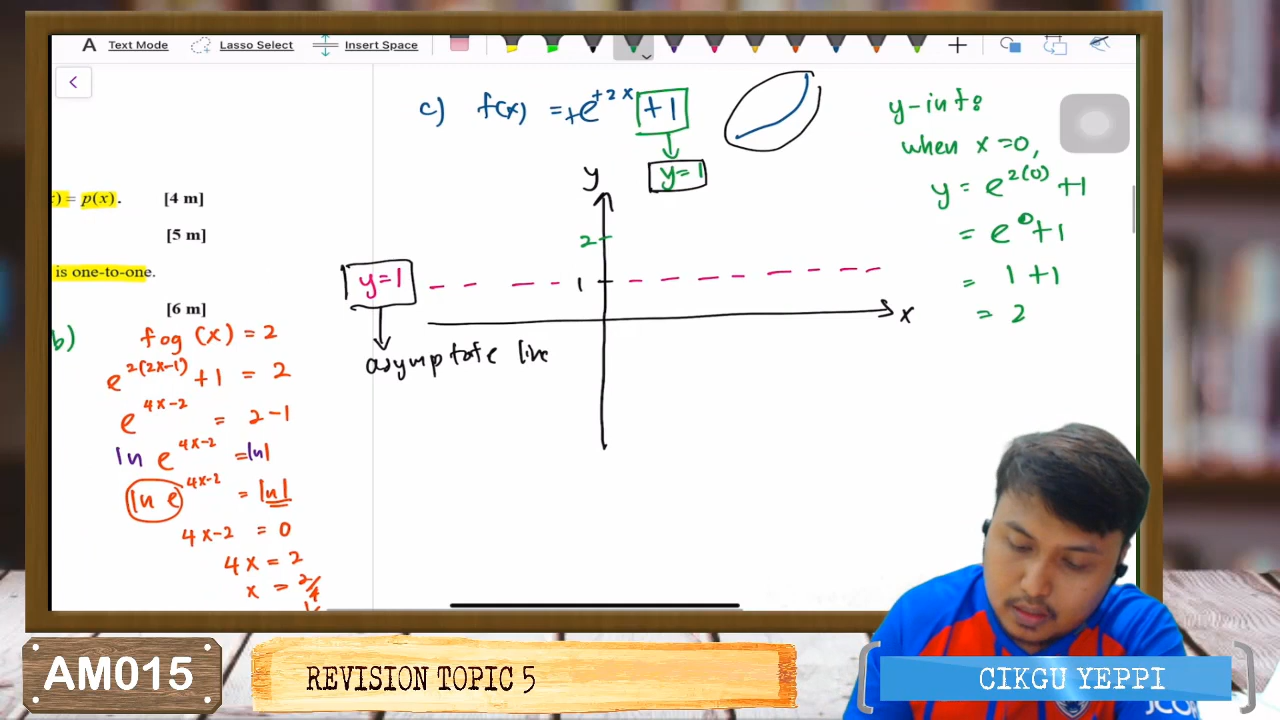 Text Mode
Lasso Select
Insert Space
) = p(x). [4 m]
[5 m]
is one-to-one.
[6 m]
b) fog (x) = 2
e^2(2x-1) + 1 = 2
e^4x-2 = 2-1
ln e^4x-2 = ln1
ln e^4x-2 = ln1
4x-2 = 0
4x = 2
x = 2/4
c) f(x) = +e^+2x +1
y=1
y
2
1
x
y=1
asymptote line
y-int:
when x=0,
y = e^2(0) +1
= e^0+1
= 1 +1
= 2
AM015
REVISION TOPIC 5
CIKGU YEPPI